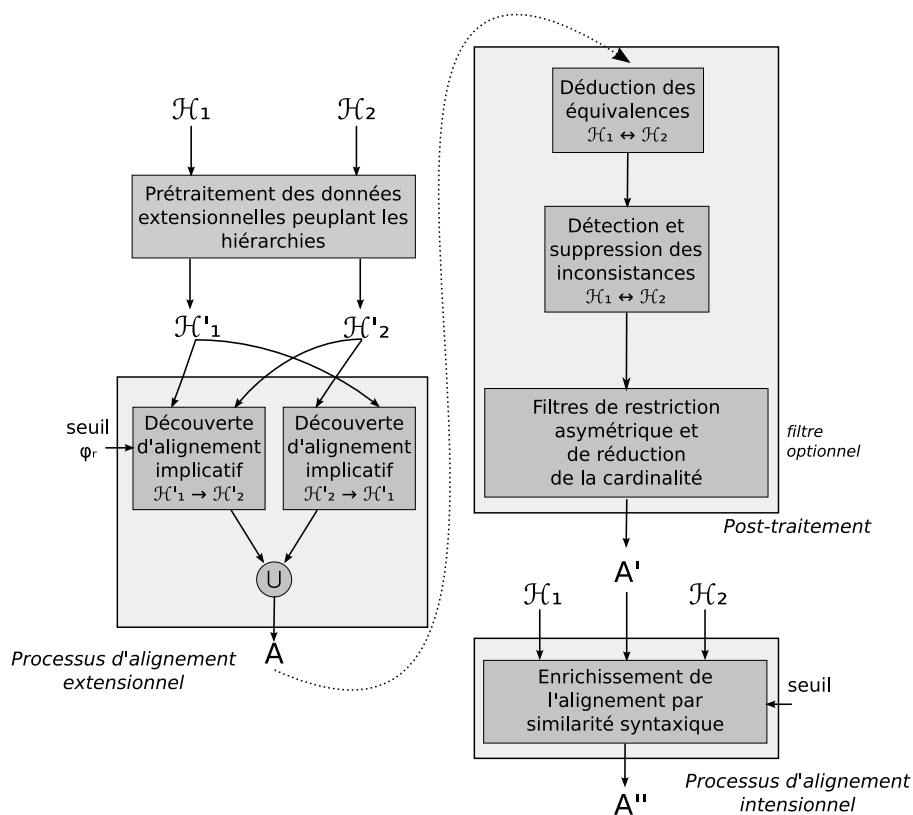 ℋ₁
ℋ₂
Prétraitement des données
extensionnelles peuplant les
hiérarchies
ℋ'₁
ℋ'₂
seuil
φᵣ
Découverte
d'alignement
implicatif
ℋ'₁ → ℋ'₂
Découverte
d'alignement
implicatif
ℋ'₂ → ℋ'₁
U
A
Processus d'alignement
extensionnel
Déduction des
équivalences
ℋ₁ ↔ ℋ₂
Détection et
suppression des
inconsistances
ℋ₁ ↔ ℋ₂
Filtres de restriction
asymétrique et
de réduction
de la cardinalité
filtre
optionnel
Post-traitement
A'
ℋ₁
ℋ₂
Enrichissement de
l'alignement par
similarité syntaxique
seuil
Processus d'alignement
intensionnel
A"